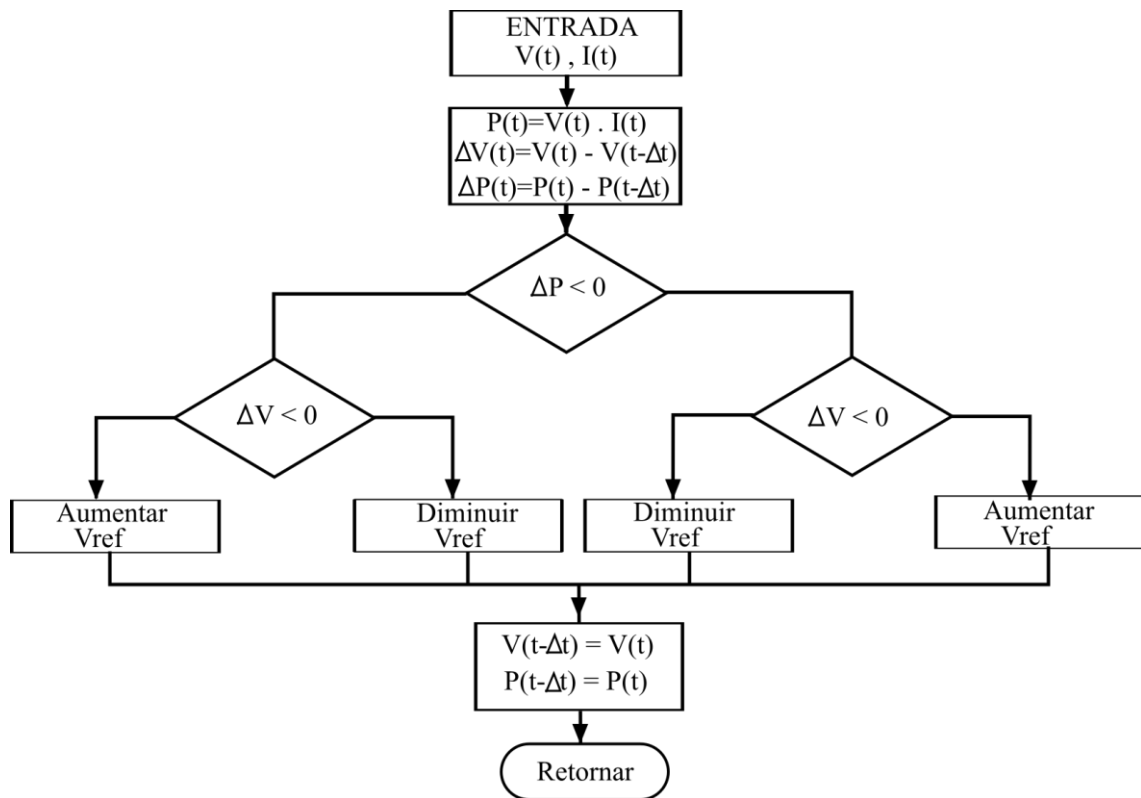 ENTRADA
V(t) , I(t)
P(t)=V(t) . I(t)
ΔV(t)=V(t) - V(t-Δt)
ΔP(t)=P(t) - P(t-Δt)
ΔP < 0
ΔV < 0
ΔV < 0
Aumentar
Vref
Diminuir
Vref
Diminuir
Vref
Aumentar
Vref
V(t-Δt) = V(t)
P(t-Δt) = P(t)
Retornar